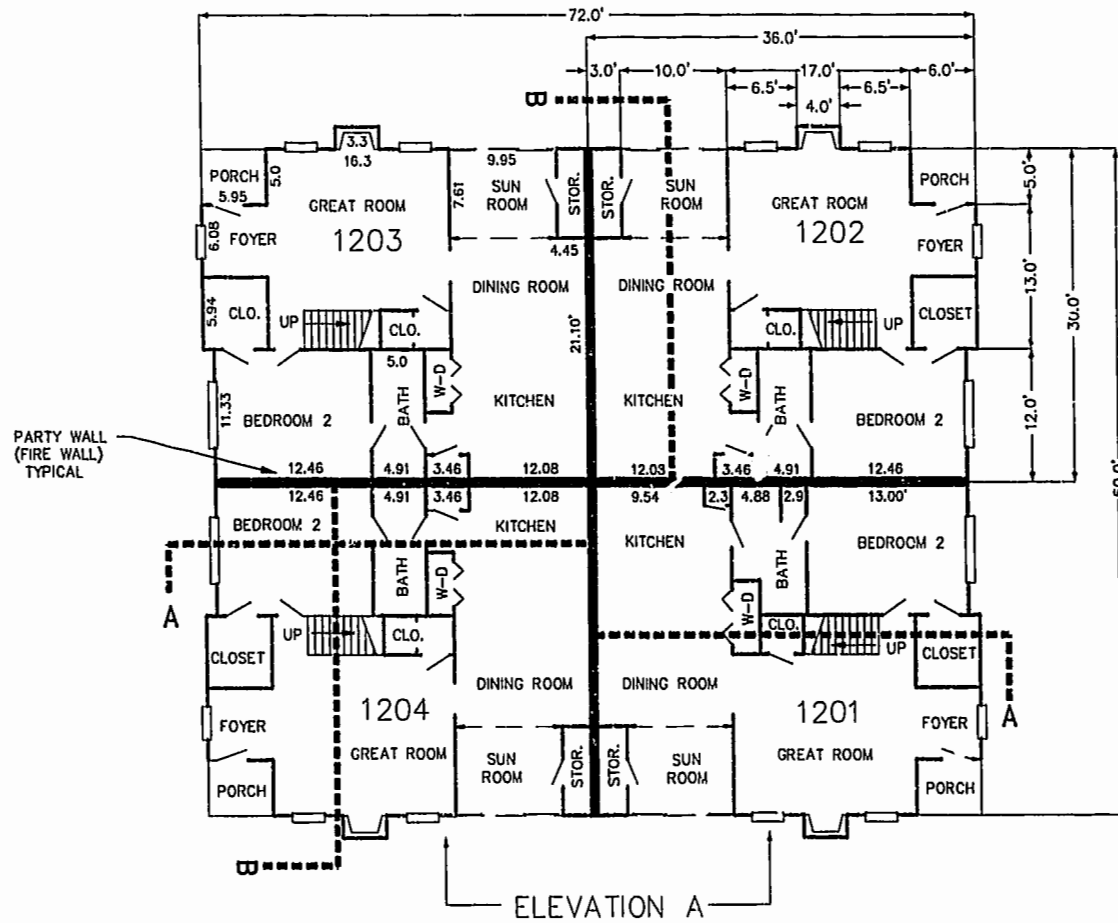 72.0'
36.0'
3.0' 10.0' 17.0' 6.0'
6.5' 4.0' 6.5'
B
3.3
16.3 9.95
PORCH 5.0 7.61 SUN ROOM STOR. STOR. SUN ROOM PORCH 5.0'
5.95
GREAT ROOM GREAT ROOM
6.08 FOYER 1203 1202 FOYER
4.45
DINING ROOM DINING ROOM 13.0' 30.0'
5.94 CLO. UP CLO. 21.10' CLO. UP CLOSET
5.0
W-D W-D
11.33 BATH KITCHEN KITCHEN BATH 12.0'
BEDROOM 2 BEDROOM 2
PARTY WALL
(FIRE WALL)
TYPICAL
12.46 4.91 3.46 12.08 12.03 3.46 4.91 12.46
12.46 4.91 3.46 12.08 9.54 2.3 4.88 2.9 13.00'
BEDROOM 2 KITCHEN KITCHEN BEDROOM 2
BATH W-D BATH
A W-D
UP CLO. CLO. UP
CLOSET CLOSET
DINING ROOM DINING ROOM
1204 1201 A
FOYER FOYER
GREAT ROOM GREAT ROOM
SUN ROOM STOR. STOR. SUN ROOM
PORCH PORCH
B
ELEVATION A